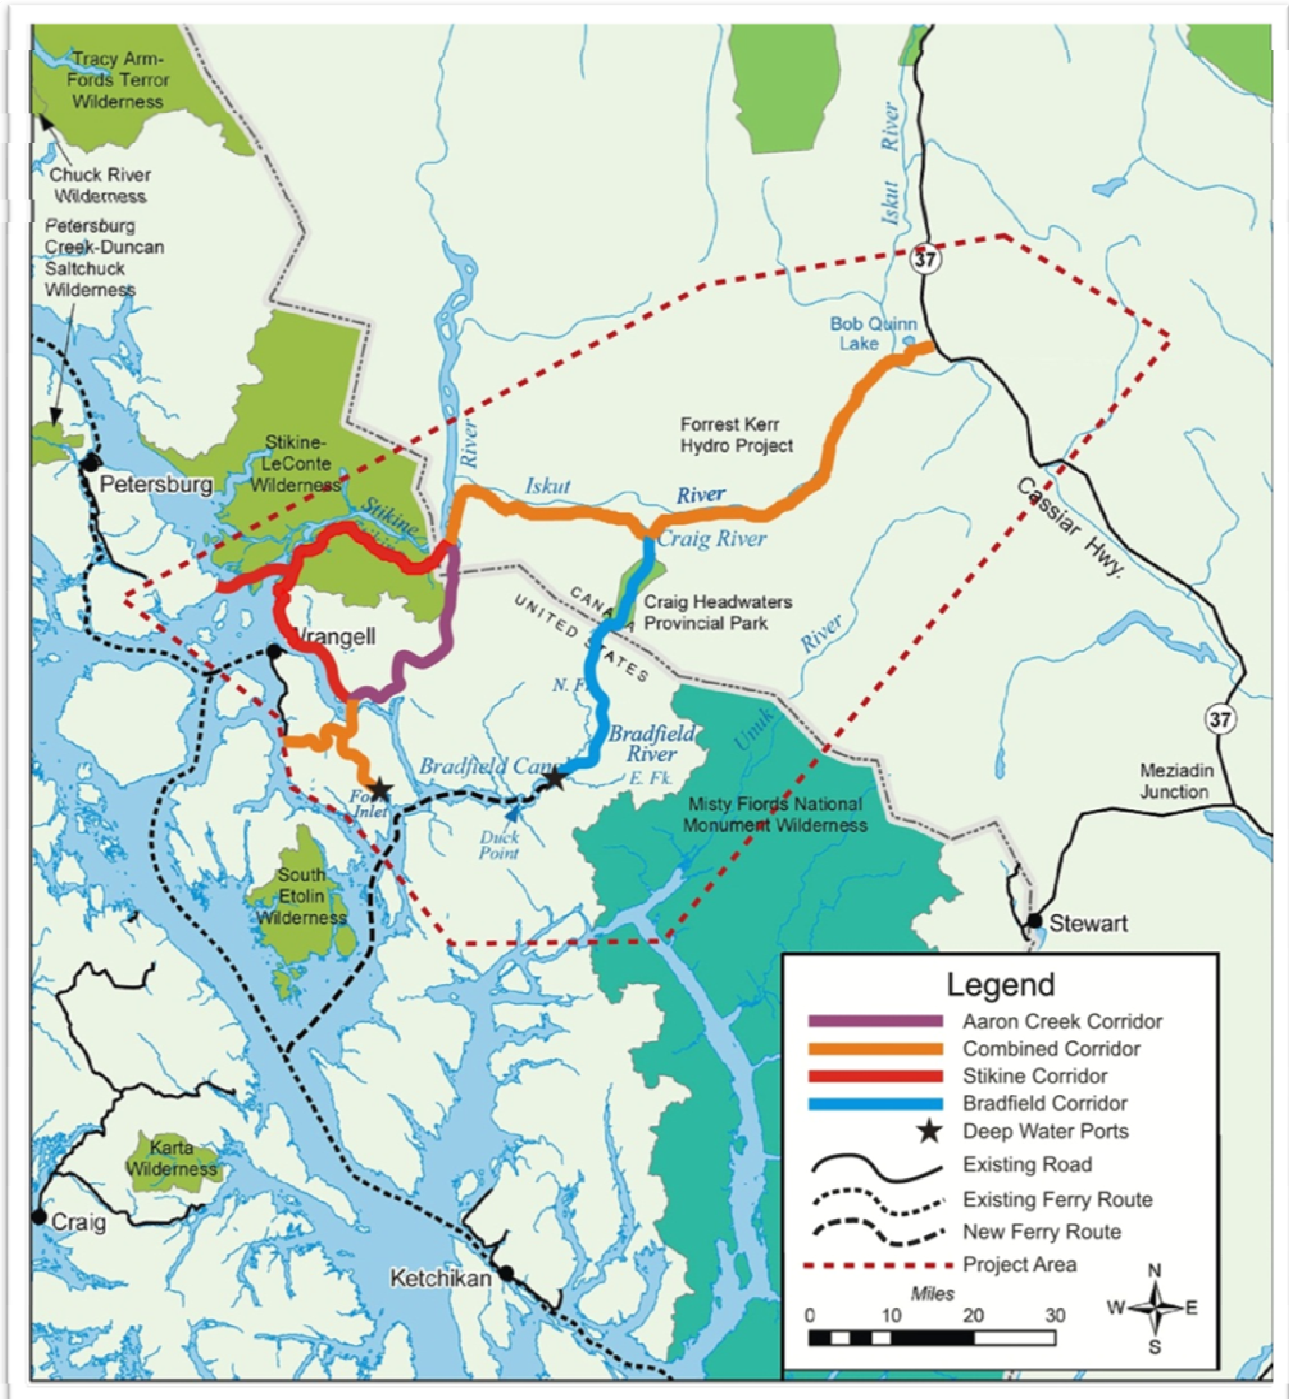 Tracy Arm-
Fords Terror
Wilderness
Chuck River
Wilderness
Petersburg
Creek-Duncan
Saltchuck
Wilderness
Iskut River
37
Bob Quinn
Lake
Forrest Kerr
Hydro Project
River
Stikine-
LeConte
Wilderness
Stikine
Petersburg
Iskut
River
Craig River
Cassiar Hwy.
CANADA
UNITED STATES
Craig Headwaters
Provincial Park
River
Unuk
Wrangell
N. F
Bradfield
River
E. Fk.
Bradfield Canal
37
Meziadin
Junction
Misty Fiords National
Monument Wilderness
Inlet
Duck
Point
South
Etolin
Wilderness
Stewart
Karta
Wilderness
Craig
Ketchikan
Legend
Aaron Creek Corridor
Combined Corridor
Stikine Corridor
Bradfield Corridor
Deep Water Ports
Existing Road
Existing Ferry Route
New Ferry Route
Project Area
Miles
0 10 20 30
N
W E
S